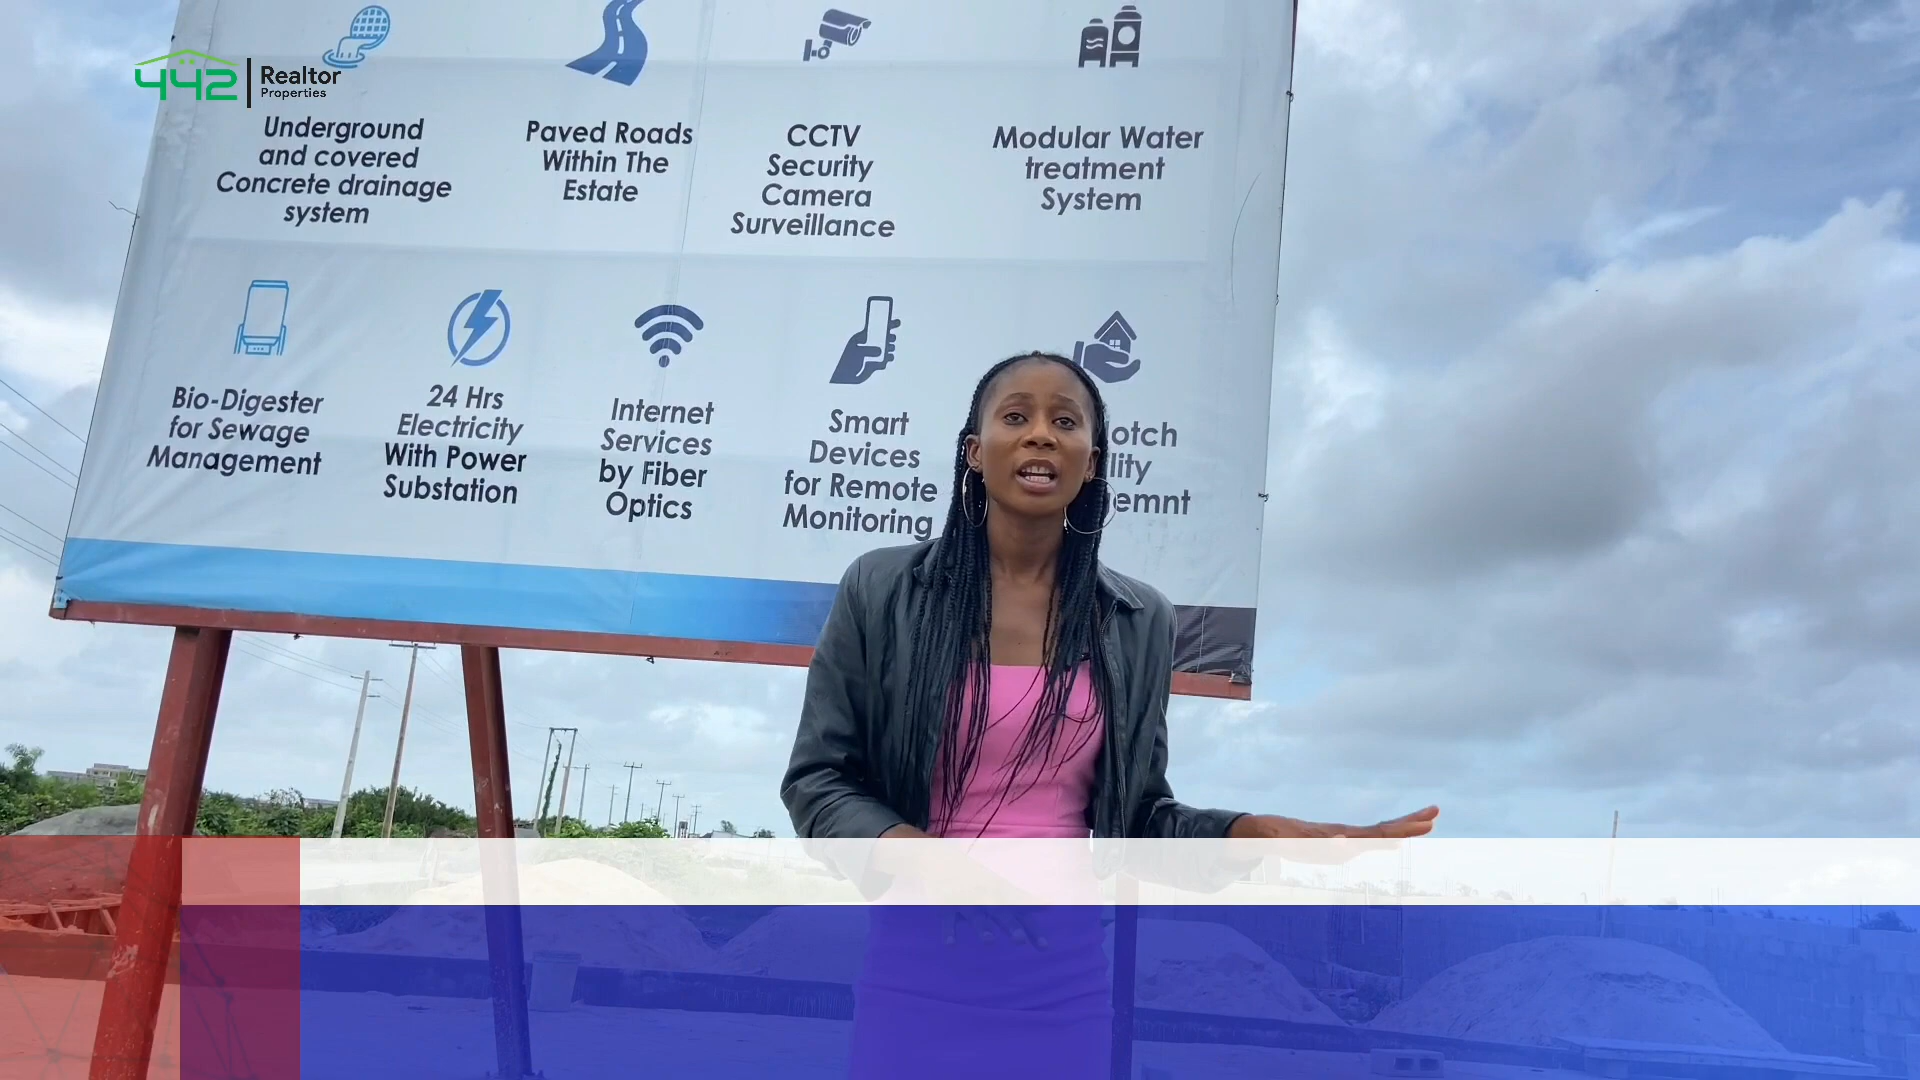 442 Realtor
Properties
Underground
and covered
Concrete drainage
system
Paved Roads
Within The
Estate
CCTV
Security
Camera
Surveillance
Modular Water
treatment
System
Bio-Digester
for Sewage
Management
24 Hrs
Electricity
With Power
Substation
Internet
Services
by Fiber
Optics
Smart
Devices
for Remote
Monitoring